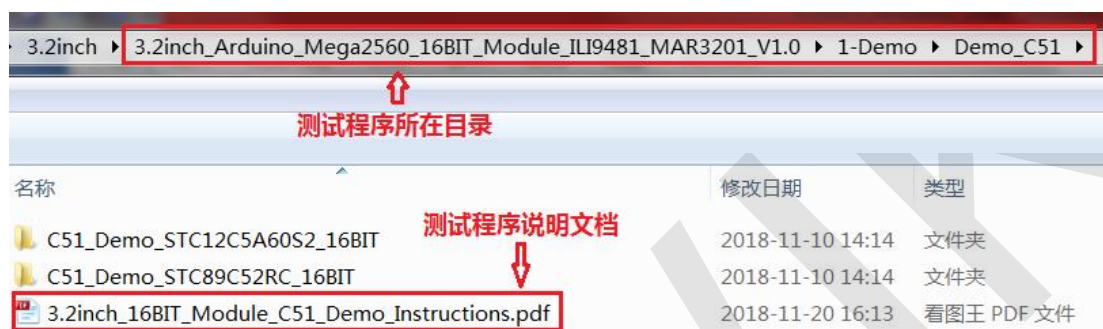 3.2inch ▸ 3.2inch_Arduino_Mega2560_16BIT_Module_ILI9481_MAR3201_V1.0 ▸ 1-Demo ▸ Demo_C51 ▸
测试程序所在目录
名称 修改日期 类型
测试程序说明文档
C51_Demo_STC12C5A60S2_16BIT 2018-11-10 14:14 文件夹
C51_Demo_STC89C52RC_16BIT 2018-11-10 14:14 文件夹
3.2inch_16BIT_Module_C51_Demo_Instructions.pdf 2018-11-20 16:13 看图王 PDF 文件